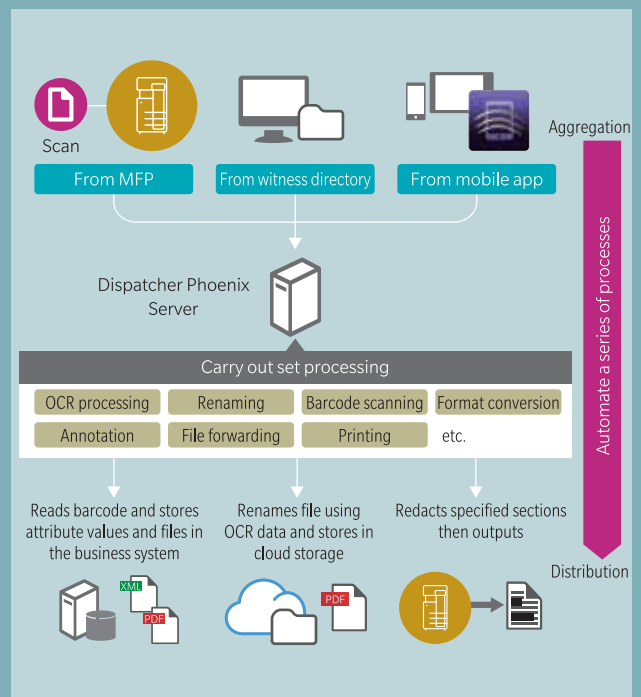 Scan
Aggregation
From MFP
From witness directory
From mobile app
Automate a series of processes
Dispatcher Phoenix
Server
Carry out set processing
OCR processing
Renaming
Barcode scanning
Format conversion
Annotation
File forwarding
Printing
etc.
Reads barcode and stores
attribute values and files in
the business system
Renames file using
OCR data and stores in
cloud storage
Redacts specified sections
then outputs
Distribution
XML
PDF
PDF